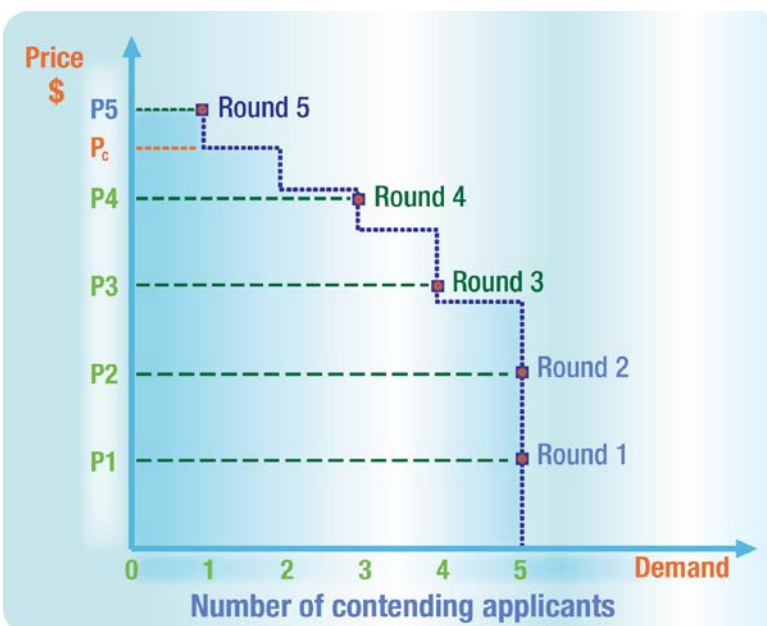 Price
$
P5
Round 5
Pc
P4
Round 4
P3
Round 3
P2
Round 2
P1
Round 1
0 1 2 3 4 5 Demand
Number of contending applicants